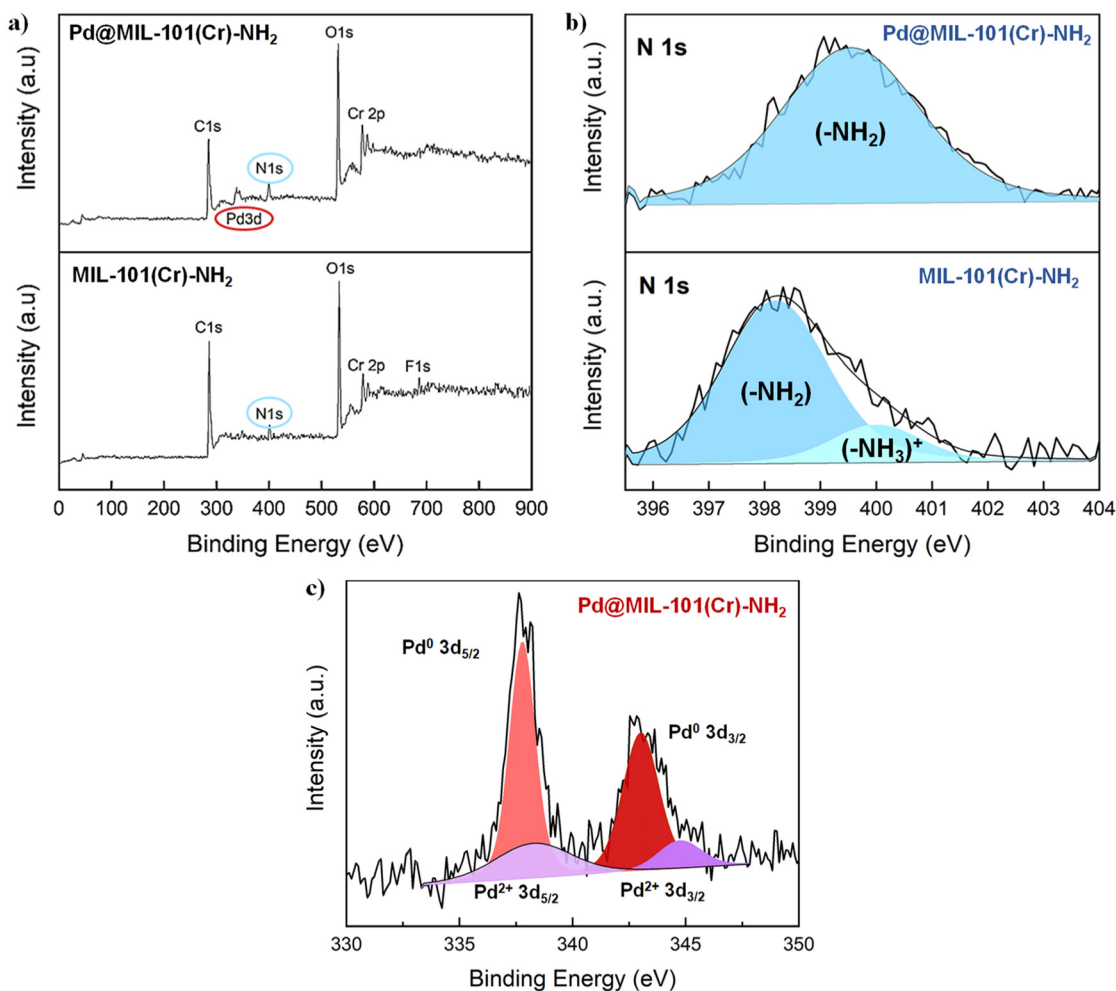 a)
Pd@MIL-101(Cr)-NH₂
O1s
C1s
Cr 2p
N1s
Pd3d
Intensity (a.u)
MIL-101(Cr)-NH₂
O1s
C1s
Cr 2p
F1s
N1s
Intensity (a.u)
0 100 200 300 400 500 600 700 800 900
Binding Energy (eV)
b)
N 1s
Pd@MIL-101(Cr)-NH₂
(-NH₂)
Intensity (a.u.)
N 1s
MIL-101(Cr)-NH₂
(-NH₂)
(-NH₃)⁺
Intensity (a.u.)
396 397 398 399 400 401 402 403 404
Binding Energy (eV)
c)
Pd@MIL-101(Cr)-NH₂
Pd⁰ 3d₅/₂
Pd⁰ 3d₃/₂
Pd²⁺ 3d₅/₂
Pd²⁺ 3d₃/₂
Intensity (a.u.)
330 335 340 345 350
Binding Energy (eV)